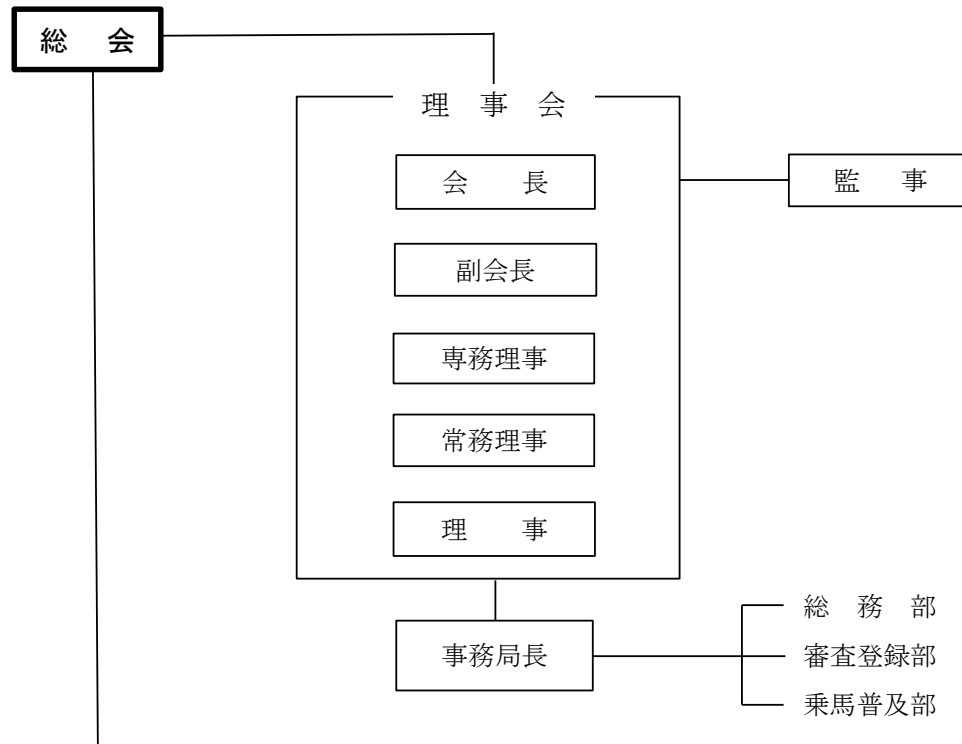 総　会
理　事　会
会　　長
監　事
副会長
専務理事
常務理事
理　　事
総　務　部
事務局長
審査登録部
乗馬普及部